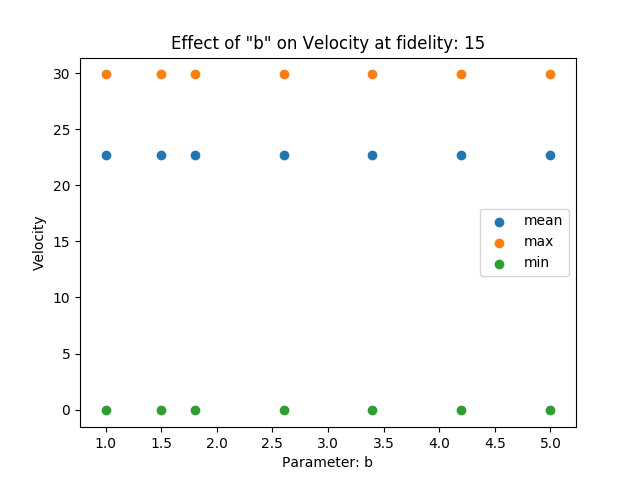 Effect of "b" on Velocity at fidelity: 15
30
25
20
15
10
5
0
Velocity
mean
max
min
1.0 1.5 2.0 2.5 3.0 3.5 4.0 4.5 5.0
Parameter: b